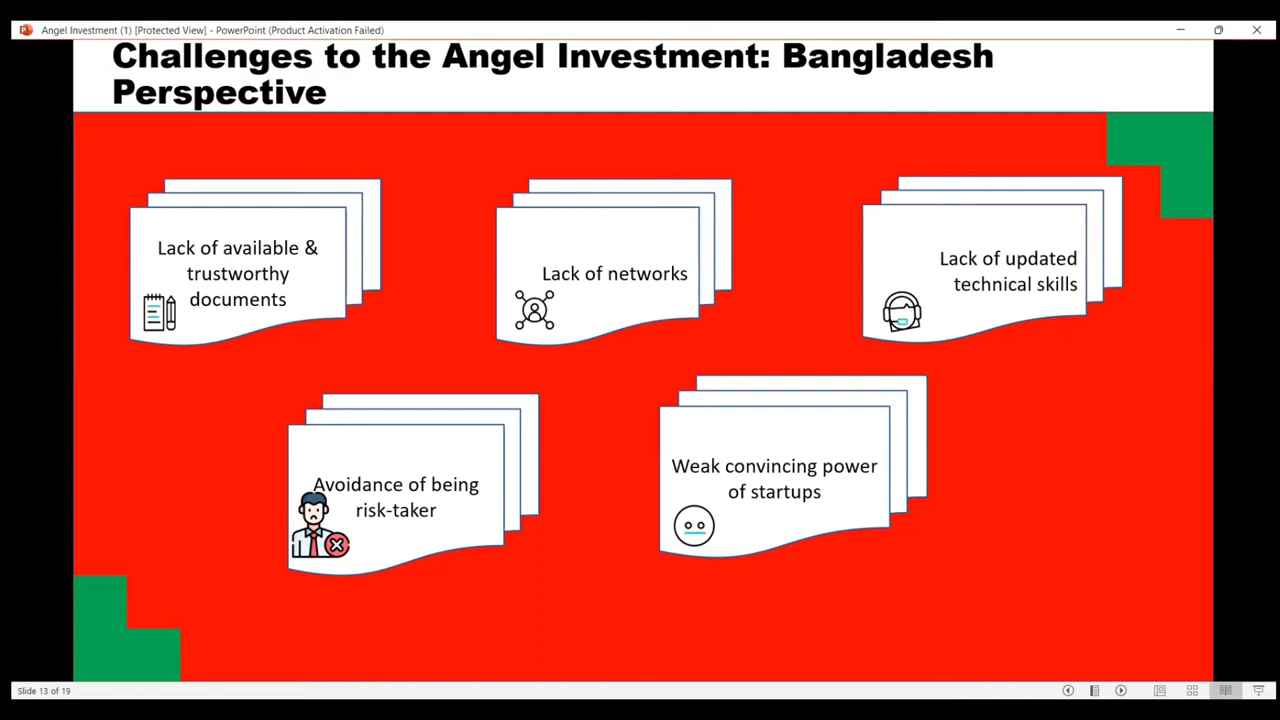 Angel Investment (1) [Protected View] - PowerPoint (Product Activation Failed)
Challenges to the Angel Investment: Bangladesh
Perspective
Lack of available &
trustworthy
documents
Lack of networks
Lack of updated
technical skills
Avoidance of being
risk-taker
Weak convincing power
of startups
Slide 13 of 19